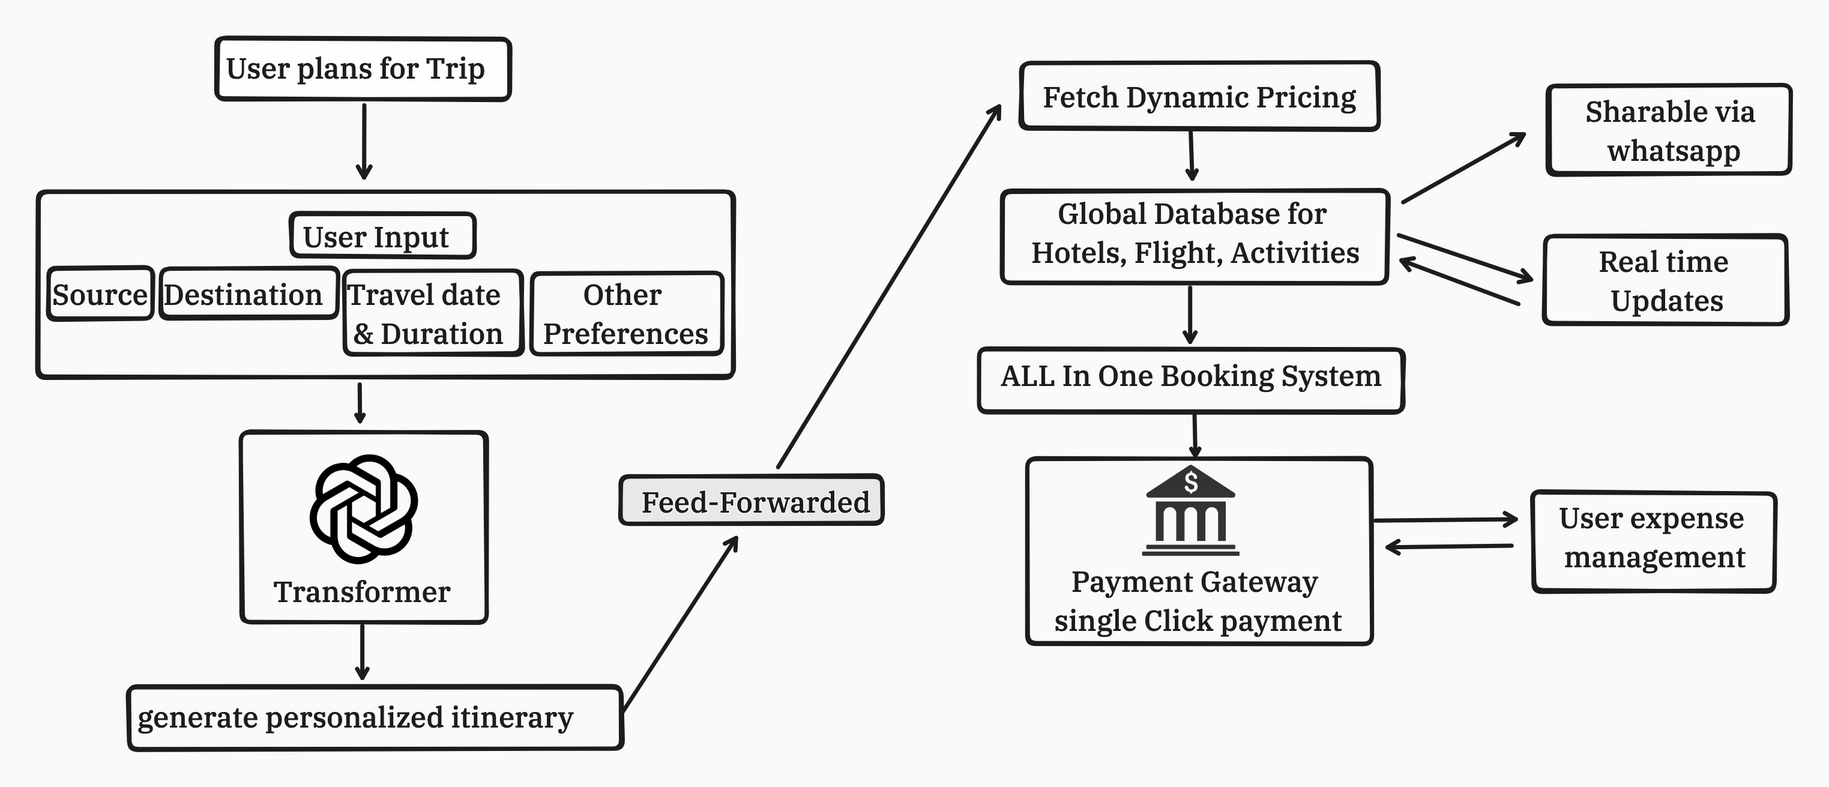 User plans for Trip
User Input
Source
Destination
Travel date
& Duration
Other
Preferences
Transformer
generate personalized itinerary
Feed-Forwarded
Fetch Dynamic Pricing
Global Database for
Hotels, Flight, Activities
Sharable via
whatsapp
Real time
Updates
ALL In One Booking System
$
Payment Gateway
single Click payment
User expense
management